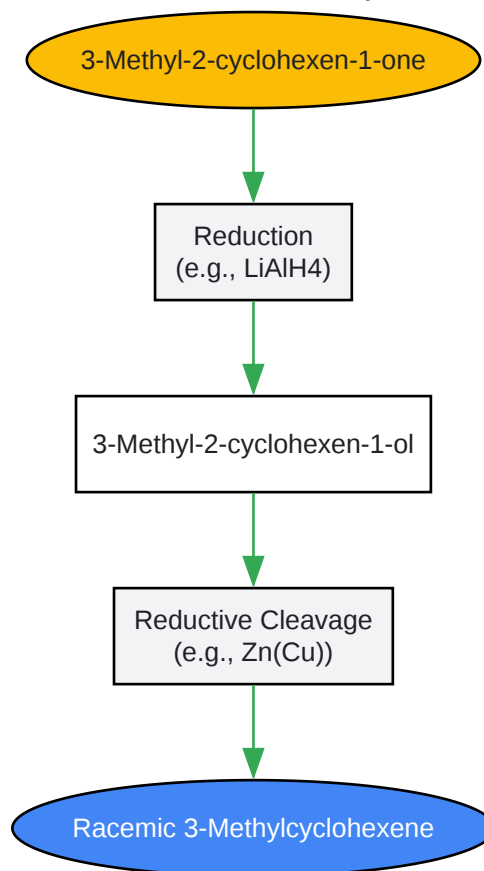 3-Methyl-2-cyclohexen-1-one
Reduction
(e.g., LiAlH4)
3-Methyl-2-cyclohexen-1-ol
Reductive Cleavage
(e.g., Zn(Cu))
Racemic 3-Methylcyclohexene